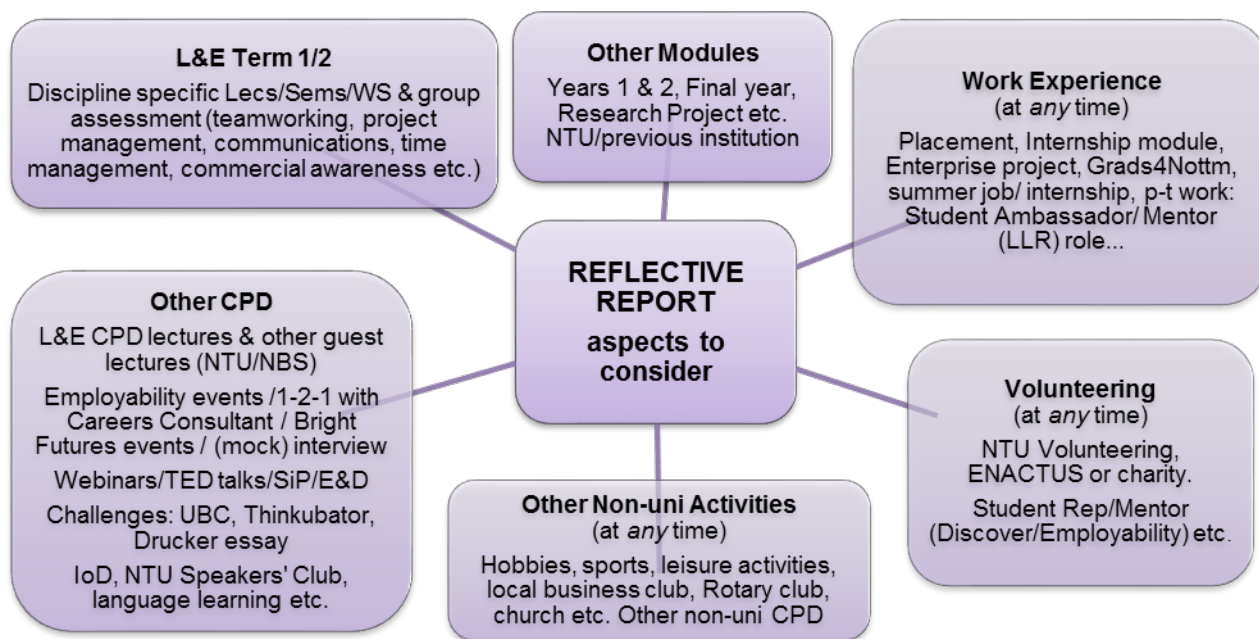 L&E Term 1/2
Discipline specific Lecs/Sems/WS & group
assessment (teamworking, project
management, communications, time
management, commercial awareness etc.)
Other Modules
Years 1 & 2, Final year,
Research Project etc.
NTU/previous institution
Work Experience
(at any time)
Placement, Internship module,
Enterprise project, Grads4Nottm,
summer job/ internship, p-t work:
Student Ambassador/ Mentor
(LLR) role...
REFLECTIVE
REPORT
aspects to
consider
Other CPD
L&E CPD lectures & other guest
lectures (NTU/NBS)
Employability events /1-2-1 with
Careers Consultant / Bright
Futures events / (mock) interview
Webinars/TED talks/SiP/E&D
Challenges: UBC, Thinkubator,
Drucker essay
IoD, NTU Speakers' Club,
language learning etc.
Other Non-uni Activities
(at any time)
Hobbies, sports, leisure activities,
local business club, Rotary club,
church etc. Other non-uni CPD
Volunteering
(at any time)
NTU Volunteering,
ENACTUS or charity.
Student Rep/Mentor
(Discover/Employability) etc.